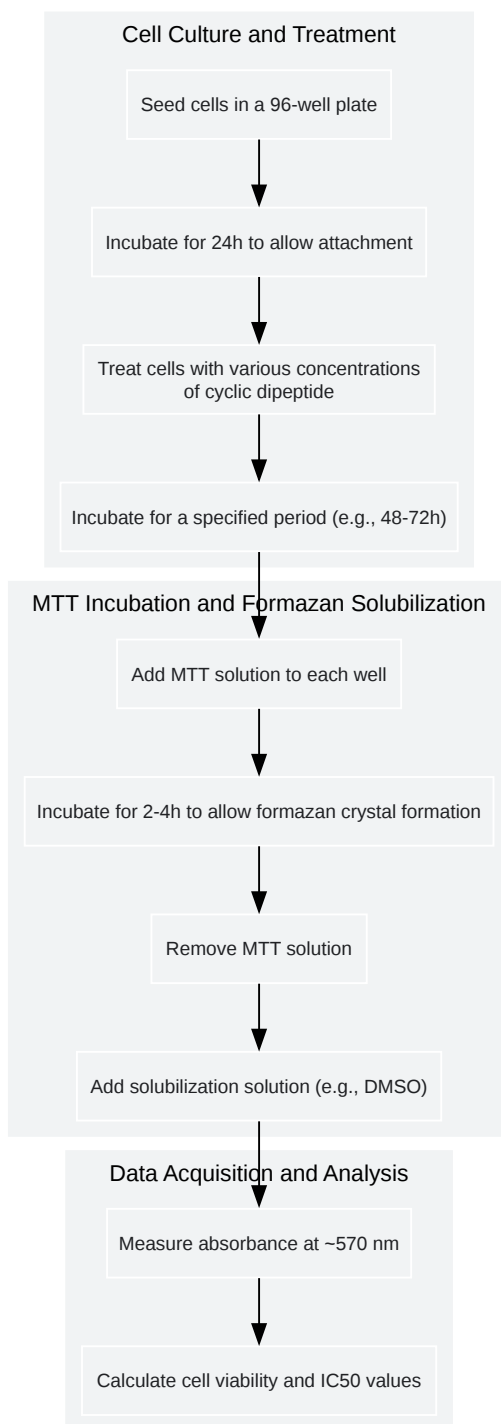 Cell Culture and Treatment
Seed cells in a 96-well plate
Incubate for 24h to allow attachment
Treat cells with various concentrations
of cyclic dipeptide
Incubate for a specified period (e.g., 48-72h)
MTT Incubation and Formazan Solubilization
Add MTT solution to each well
Incubate for 2-4h to allow formazan crystal formation
Remove MTT solution
Add solubilization solution (e.g., DMSO)
Data Acquisition and Analysis
Measure absorbance at ~570 nm
Calculate cell viability and IC50 values